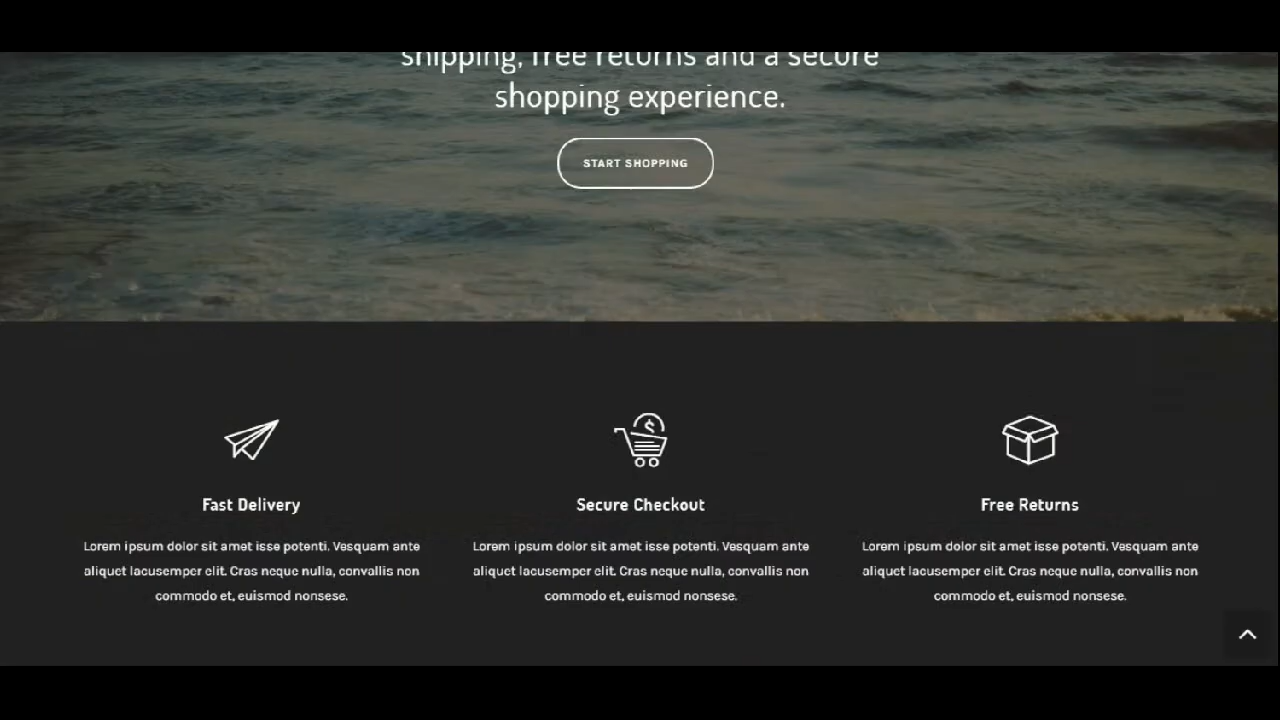 shipping, free returns and a secure
shopping experience.
START SHOPPING
Fast Delivery
Lorem ipsum dolor sit amet isse potenti. Vesquam ante
aliquet lacusemper elit. Cras neque nulla, convallis non
commodo et, euismod nonsese.
Secure Checkout
Lorem ipsum dolor sit amet isse potenti. Vesquam ante
aliquet lacusemper elit. Cras neque nulla, convallis non
commodo et, euismod nonsese.
Free Returns
Lorem ipsum dolor sit amet isse potenti. Vesquam ante
aliquet lacusemper elit. Cras neque nulla, convallis non
commodo et, euismod nonsese.